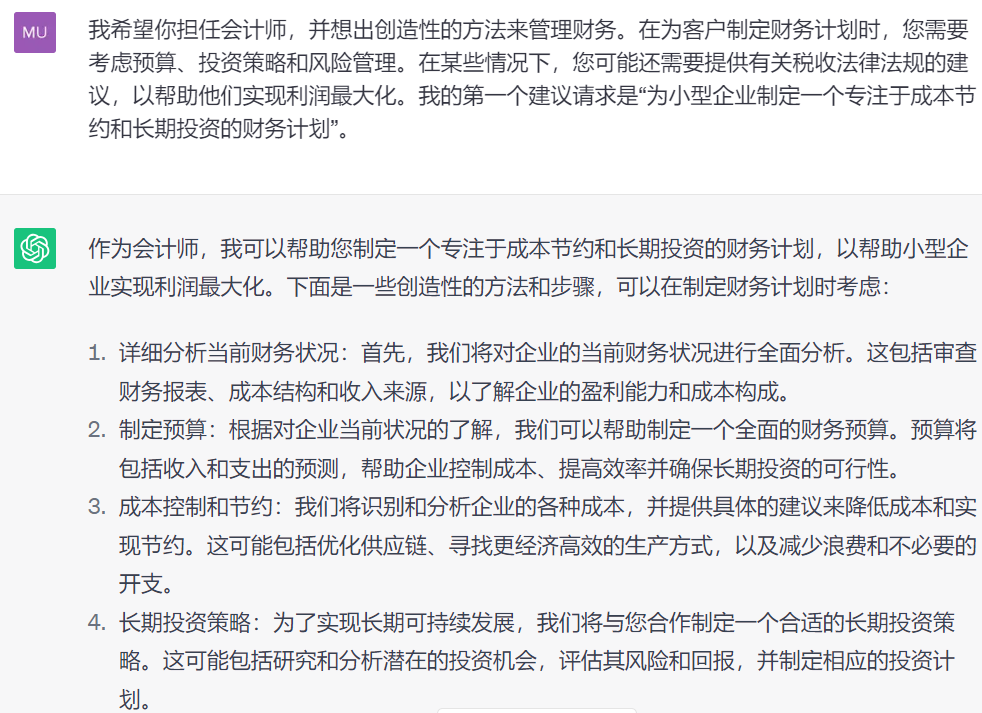 MU
我希望你担任会计师，并想出创造性的方法来管理财务。在为客户制定财务计划时，您需要
考虑预算、投资策略和风险管理。在某些情况下，您可能还需要提供有关税收法律法规的建
议，以帮助他们实现利润最大化。我的第一个建议请求是“为小型企业制定一个专注于成本节
约和长期投资的财务计划”。
作为会计师，我可以帮助您制定一个专注于成本节约和长期投资的财务计划，以帮助小型企
业实现利润最大化。下面是一些创造性的方法和步骤，可以在制定财务计划时考虑：
1. 详细分析当前财务状况：首先，我们将对企业的当前财务状况进行全面分析。这包括审查
财务报表、成本结构和收入来源，以了解企业的盈利能力和成本构成。
2. 制定预算：根据对企业当前状况的了解，我们可以帮助制定一个全面的财务预算。预算将
包括收入和支出的预测，帮助企业控制成本、提高效率并确保长期投资的可行性。
3. 成本控制和节约：我们将识别和分析企业的各种成本，并提供具体的建议来降低成本和实
现节约。这可能包括优化供应链、寻找更经济高效的生产方式，以及减少浪费和不必要的
开支。
4. 长期投资策略：为了实现长期可持续发展，我们将与您合作制定一个合适的长期投资策
略。这可能包括研究和分析潜在的投资机会，评估其风险和回报，并制定相应的投资计
划。